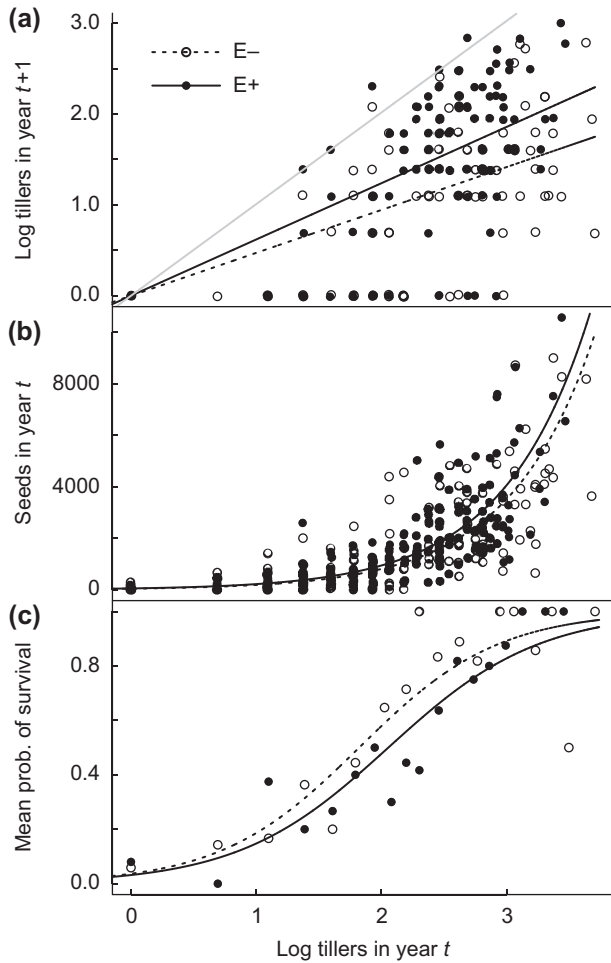 (a)
3.0
2.0
1.0
0.0
Log tillers in year t+1
E–
E+
(b)
8000
4000
0
Seeds in year t
(c)
0.8
0.4
0.0
Mean prob. of survival
0 1 2 3
Log tillers in year t